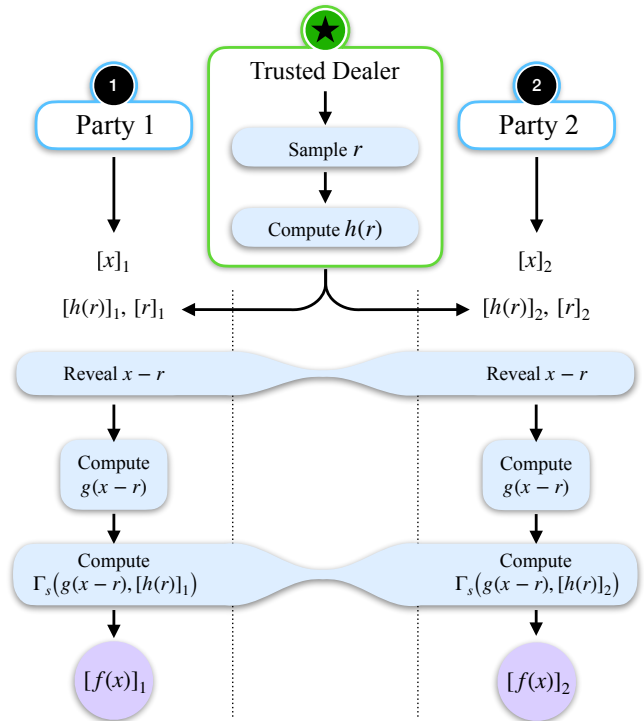 1
2
Trusted Dealer
Party 1
Party 2
Sample r
Compute h(r)
[x]₁
[x]₂
[h(r)]₁, [r]₁
[h(r)]₂, [r]₂
Reveal x − r
Reveal x − r
Compute
g(x − r)
Compute
g(x − r)
Compute
Γₛ(g(x − r), [h(r)]₁)
Compute
Γₛ(g(x − r), [h(r)]₂)
[f(x)]₁
[f(x)]₂